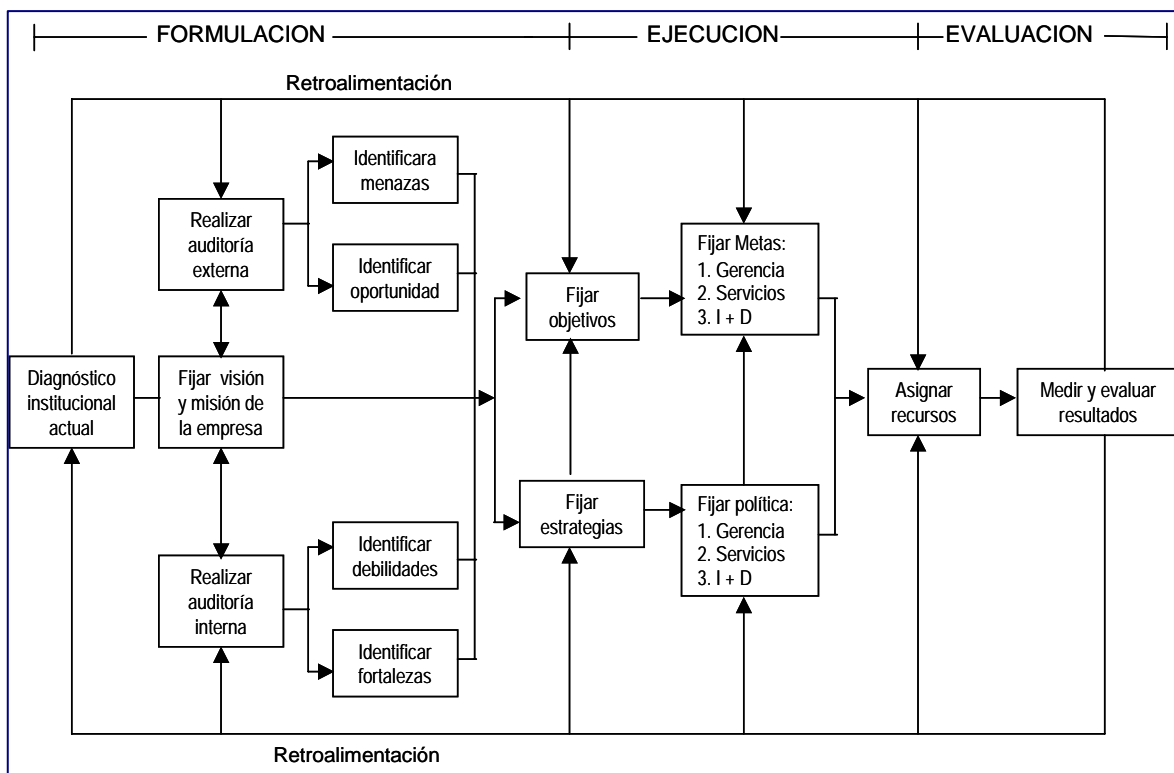 FORMULACION
EJECUCION
EVALUACION
Retroalimentación
Identificara
menazas
Realizar
auditoría
externa
Identificar
oportunidad
Fijar Metas:
1. Gerencia
2. Servicios
3. I + D
Fijar
objetivos
Diagnóstico
institucional
actual
Fijar visión
y misión de
la empresa
Asignar
recursos
Medir y evaluar
resultados
Fijar
estrategias
Fijar política:
1. Gerencia
2. Servicios
3. I + D
Identificar
debilidades
Realizar
auditoría
interna
Identificar
fortalezas
Retroalimentación